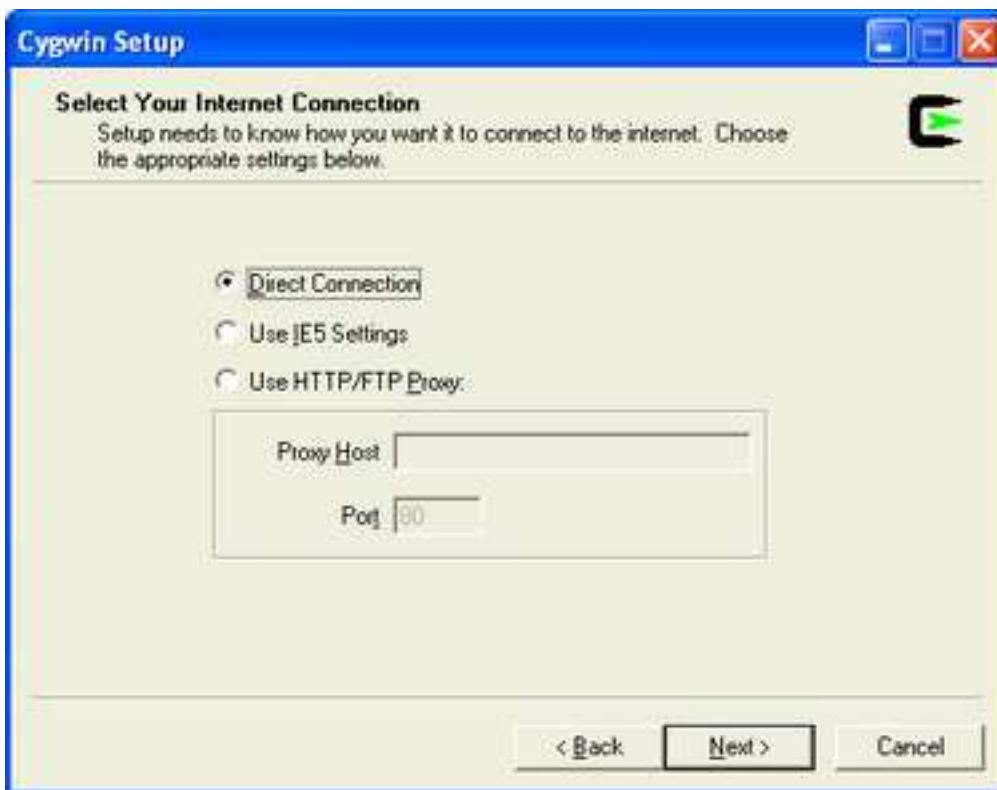 Cygwin Setup
Select Your Internet Connection
Setup needs to know how you want it to connect to the internet.  Choose
the appropriate settings below.
Direct Connection
Use IE5 Settings
Use HTTP/FTP Proxy:
Proxy Host
Port 80
< Back Next > Cancel